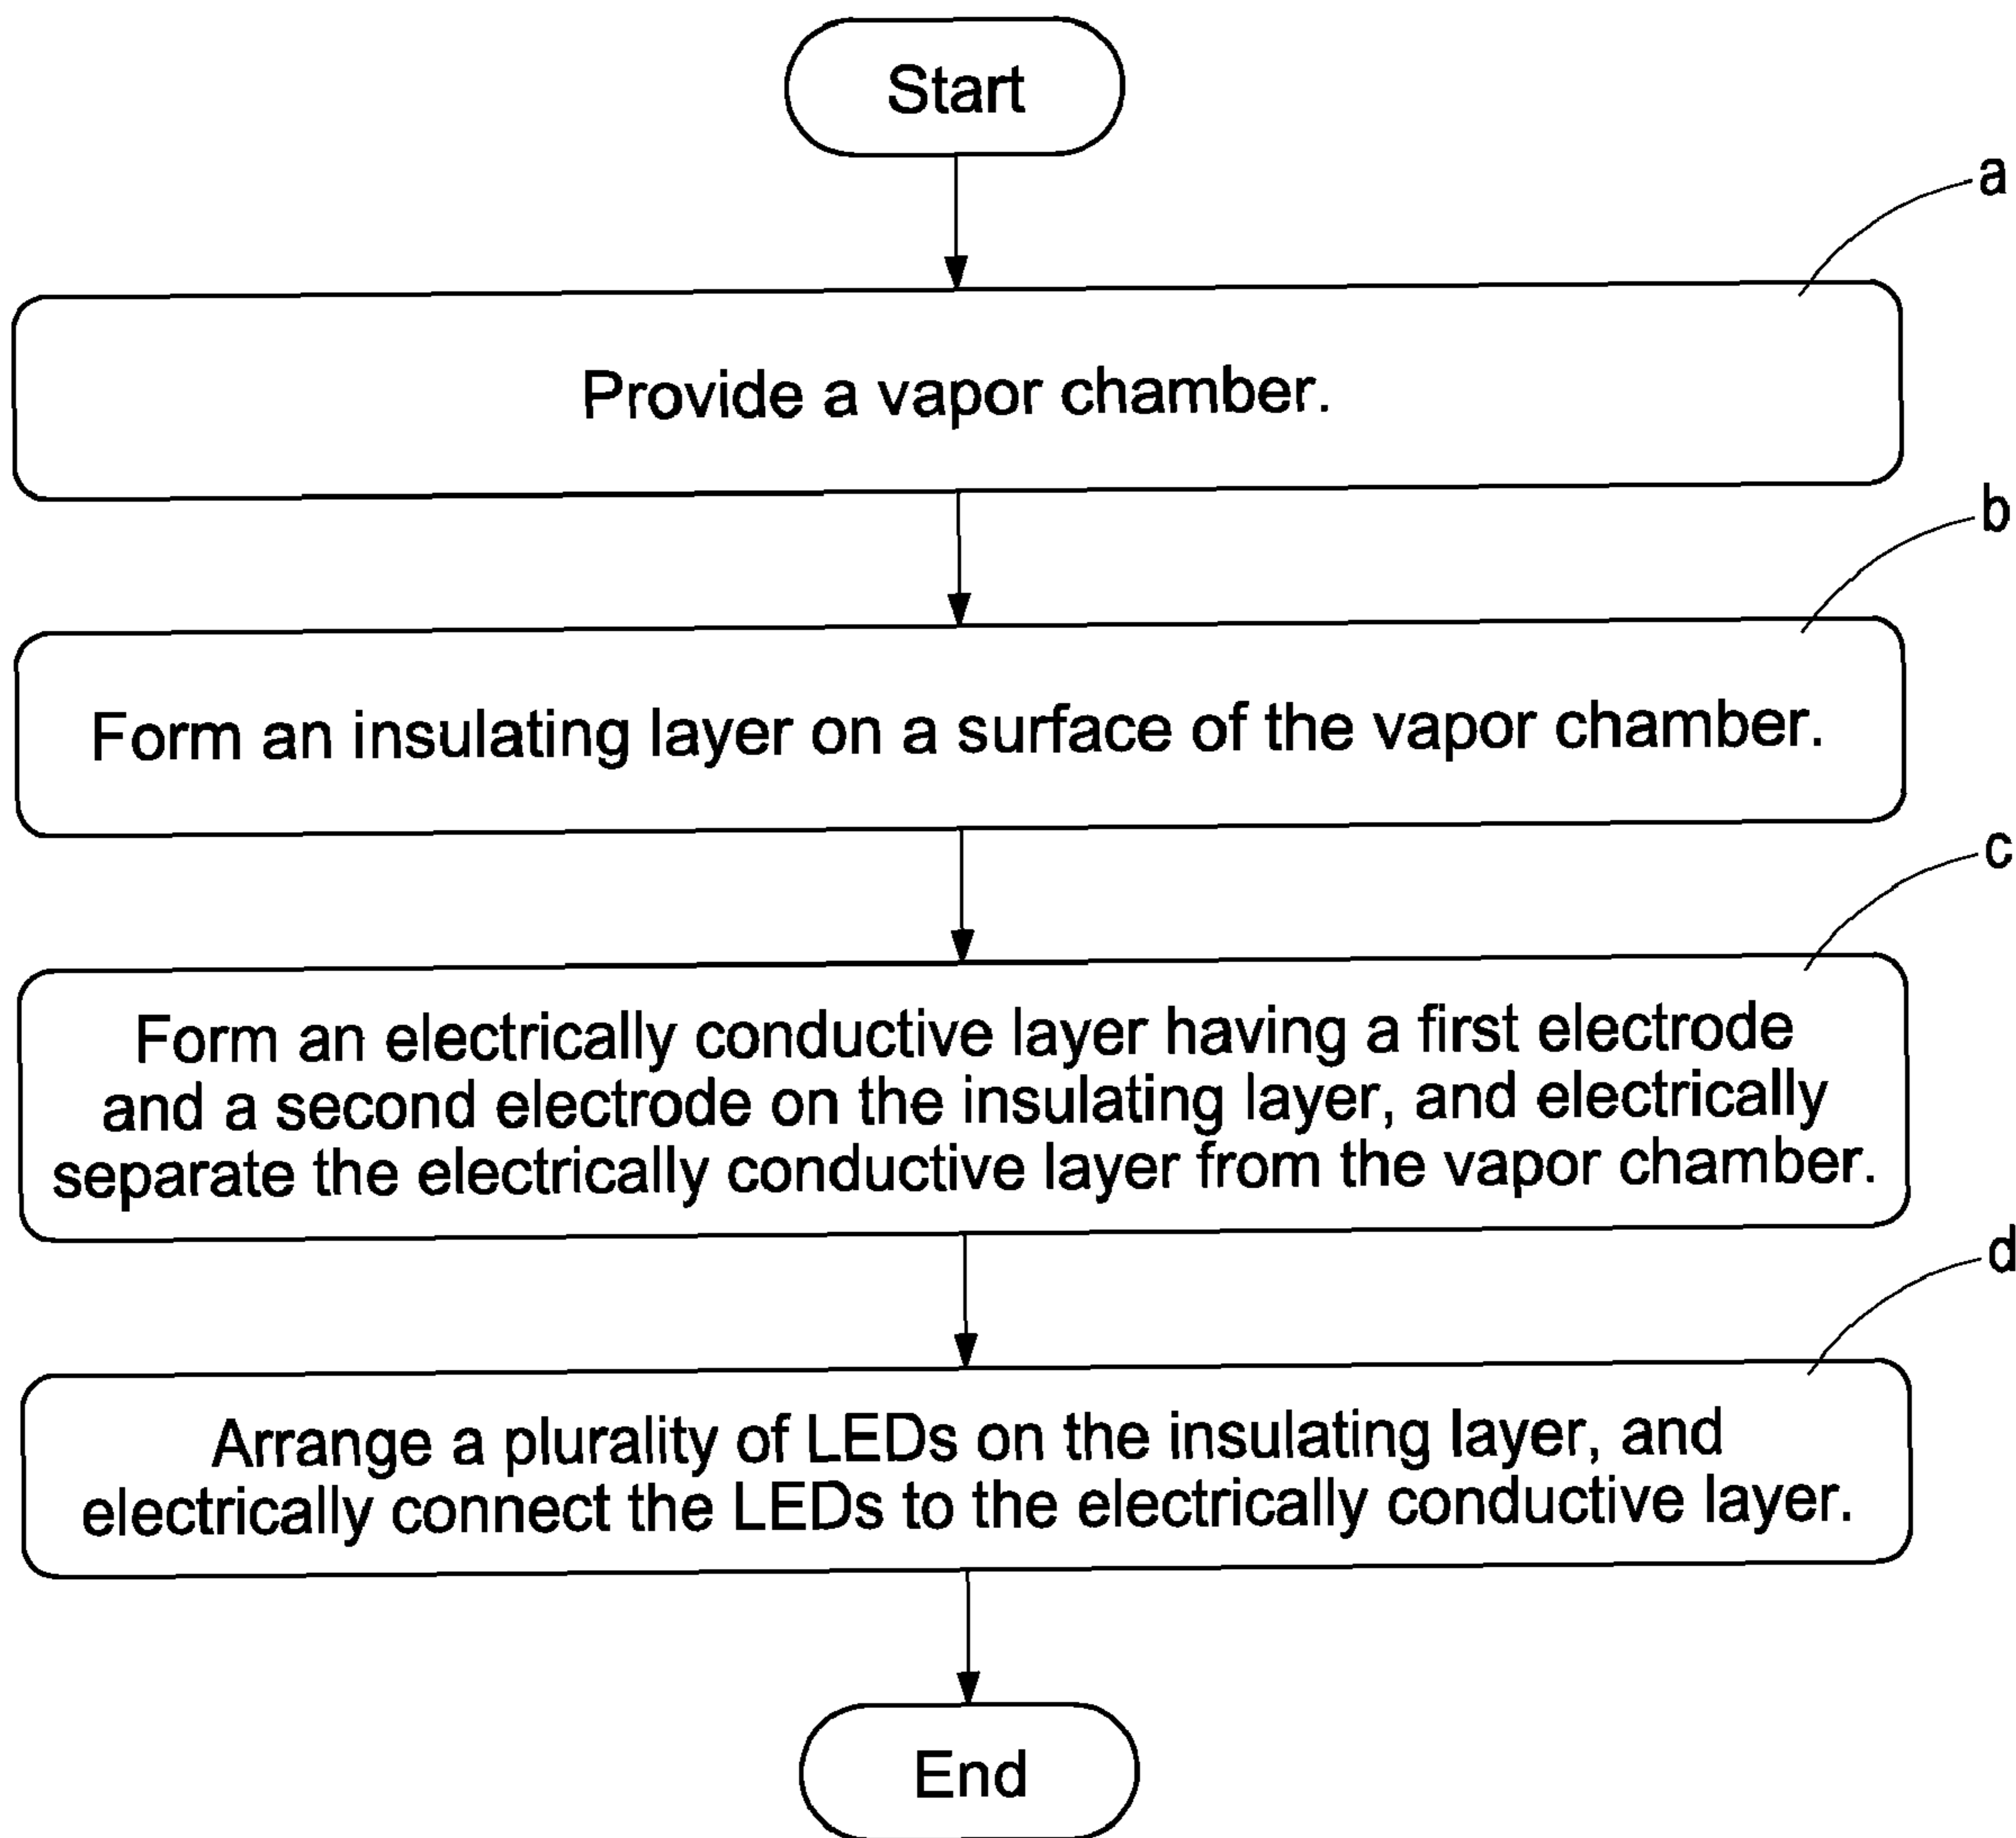 Start
a
Provide a vapor chamber.
b
Form an insulating layer on a surface of the vapor chamber.
c
Form an electrically conductive layer having a first electrode
and a second electrode on the insulating layer, and electrically
separate the electrically conductive layer from the vapor chamber.
d
Arrange a plurality of LEDs on the insulating layer, and
electrically connect the LEDs to the electrically conductive layer.
End